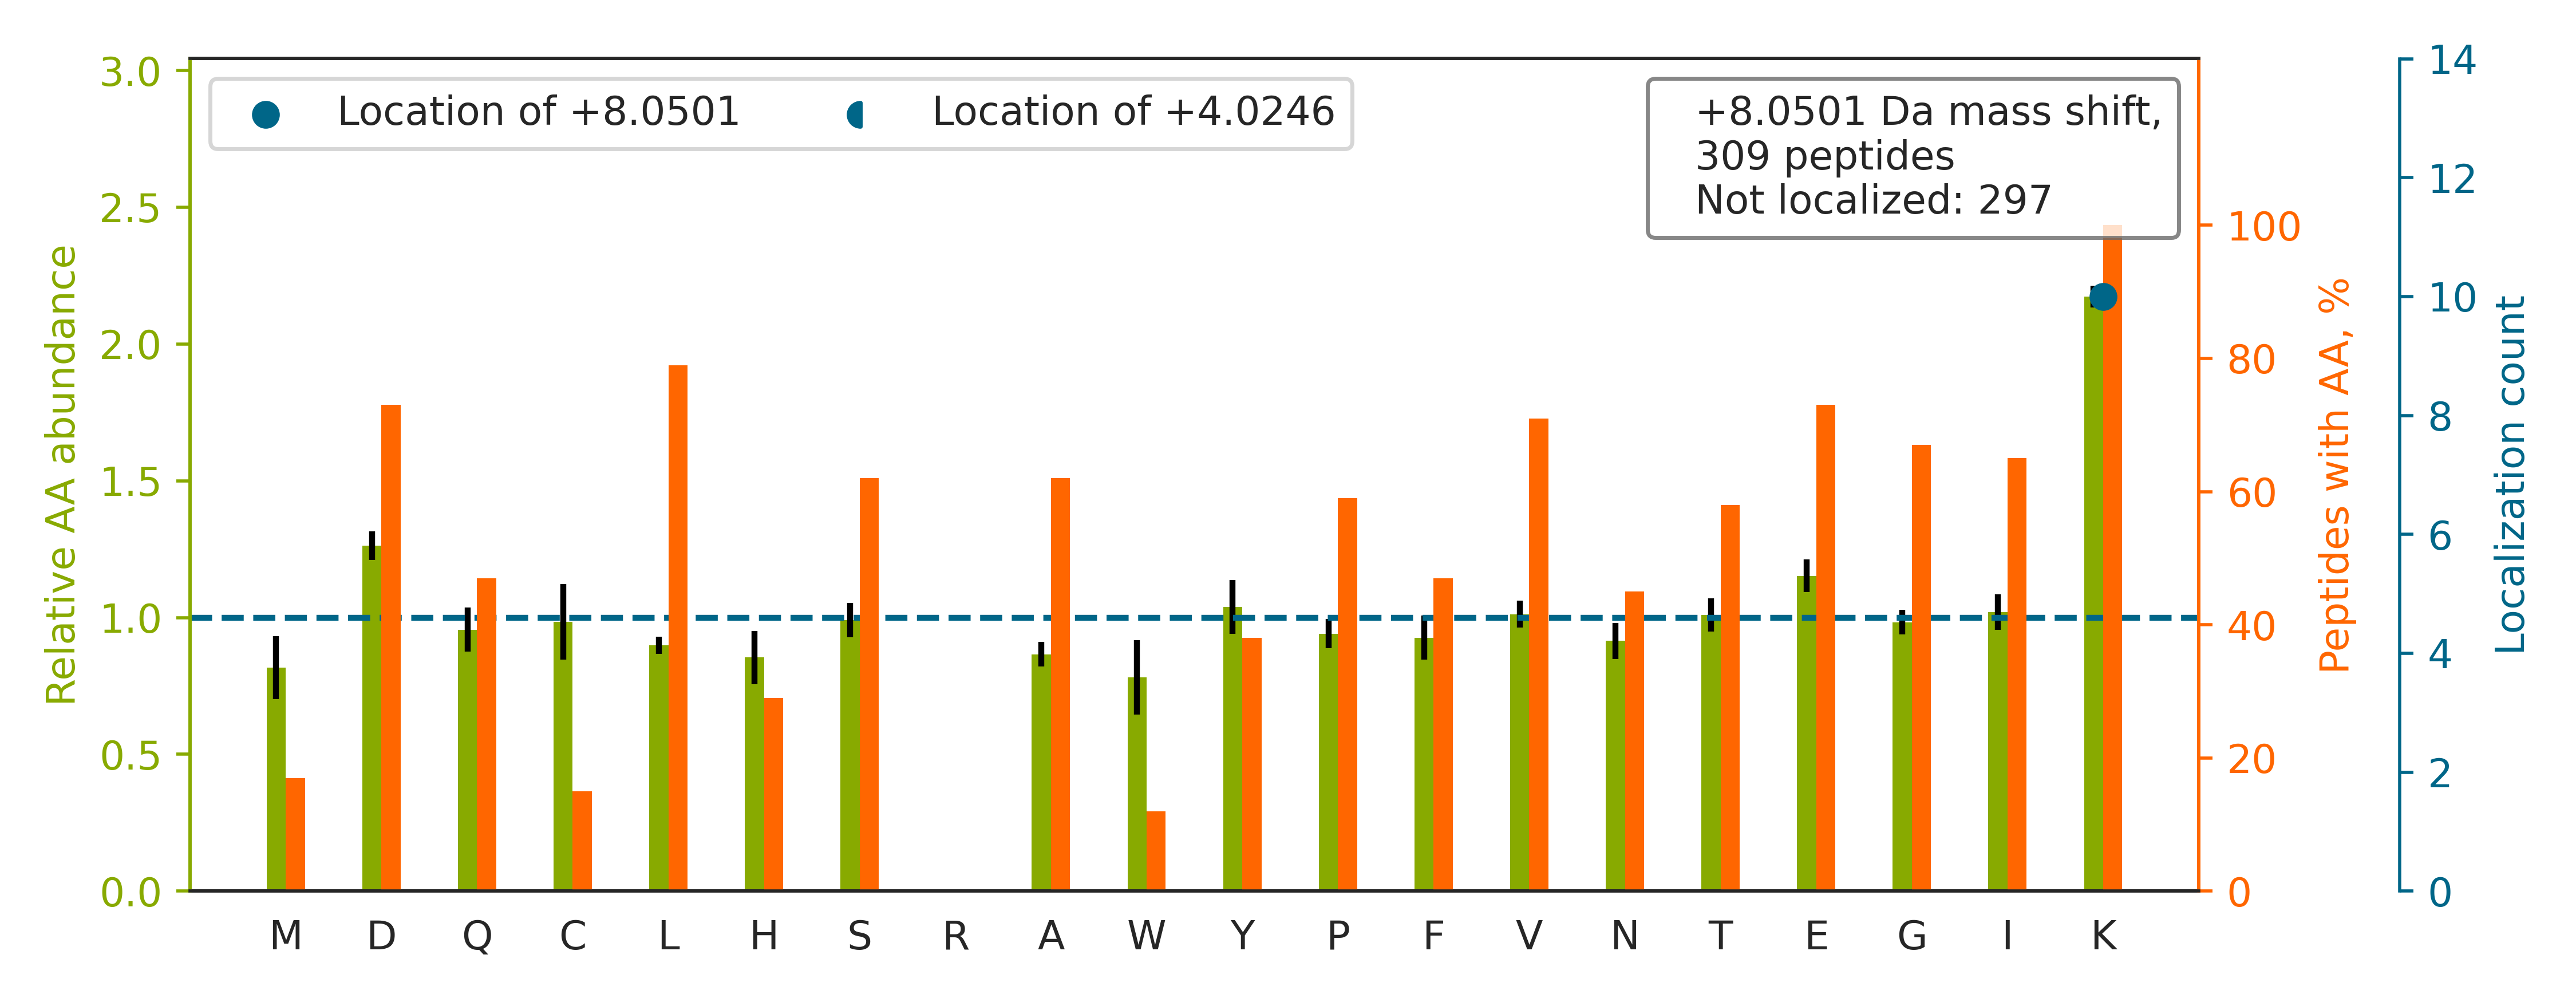 Location of +8.0501
Location of +4.0246
+8.0501 Da mass shift,
309 peptides
Not localized: 297
Relative AA abundance
3.0
2.5
2.0
1.5
1.0
0.5
0.0
M D Q C L H S R A W Y P F V N T E G I K
100
80
60
40
20
0
Peptides with AA, %
14
12
10
8
6
4
2
0
Localization count